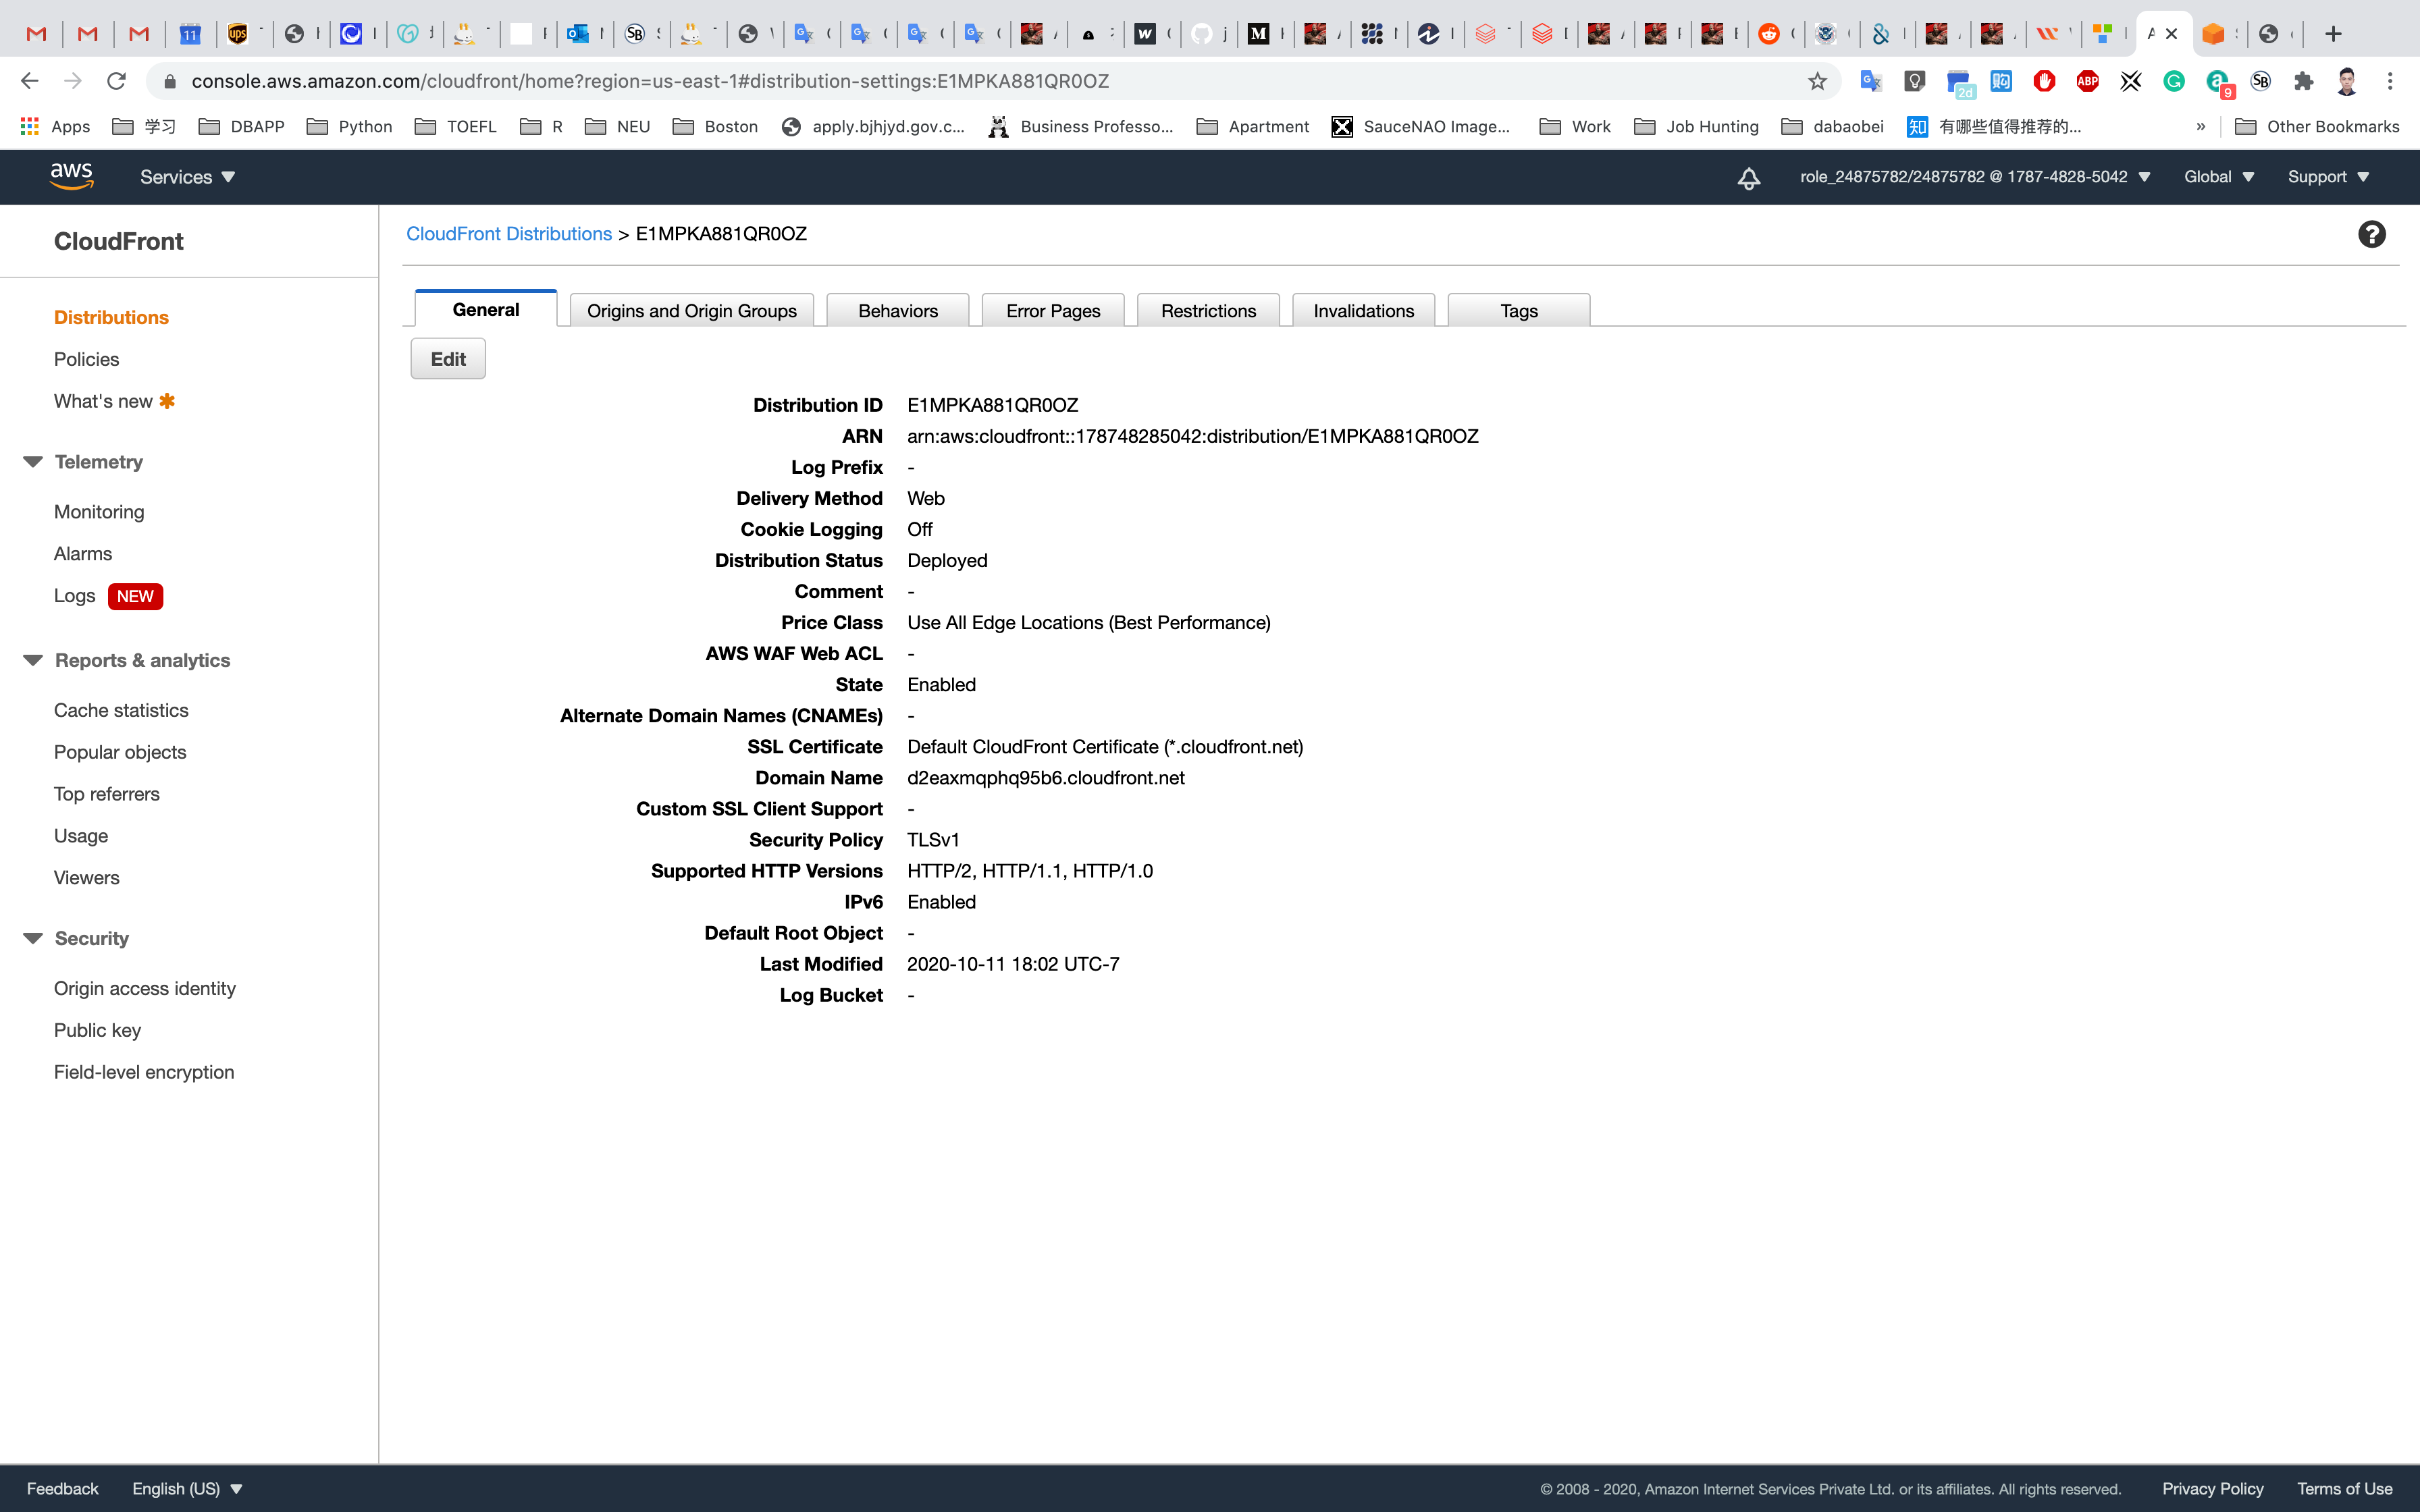 console.aws.amazon.com/cloudfront/home?region=us-east-1#distribution-settings:E1MPKA881QR0OZ
Apps 学习 DBAPP Python TOEFL R NEU Boston apply.bjhjyd.gov.c... Business Professo... Apartment SauceNAO Image... Work Job Hunting dabaobei 有哪些值得推荐的... » Other Bookmarks
aws Services role_24875782/24875782 @ 1787-4828-5042 Global Support
CloudFront
Distributions
Policies
What's new
Telemetry
Monitoring
Alarms
Logs NEW
Reports & analytics
Cache statistics
Popular objects
Top referrers
Usage
Viewers
Security
Origin access identity
Public key
Field-level encryption
CloudFront Distributions > E1MPKA881QR0OZ
General Origins and Origin Groups Behaviors Error Pages Restrictions Invalidations Tags
Edit
Distribution ID E1MPKA881QR0OZ
ARN arn:aws:cloudfront::178748285042:distribution/E1MPKA881QR0OZ
Log Prefix -
Delivery Method Web
Cookie Logging Off
Distribution Status Deployed
Comment -
Price Class Use All Edge Locations (Best Performance)
AWS WAF Web ACL -
State Enabled
Alternate Domain Names (CNAMEs) -
SSL Certificate Default CloudFront Certificate (*.cloudfront.net)
Domain Name d2eaxmqphq95b6.cloudfront.net
Custom SSL Client Support -
Security Policy TLSv1
Supported HTTP Versions HTTP/2, HTTP/1.1, HTTP/1.0
IPv6 Enabled
Default Root Object -
Last Modified 2020-10-11 18:02 UTC-7
Log Bucket -
Feedback English (US) © 2008 - 2020, Amazon Internet Services Private Ltd. or its affiliates. All rights reserved. Privacy Policy Terms of Use